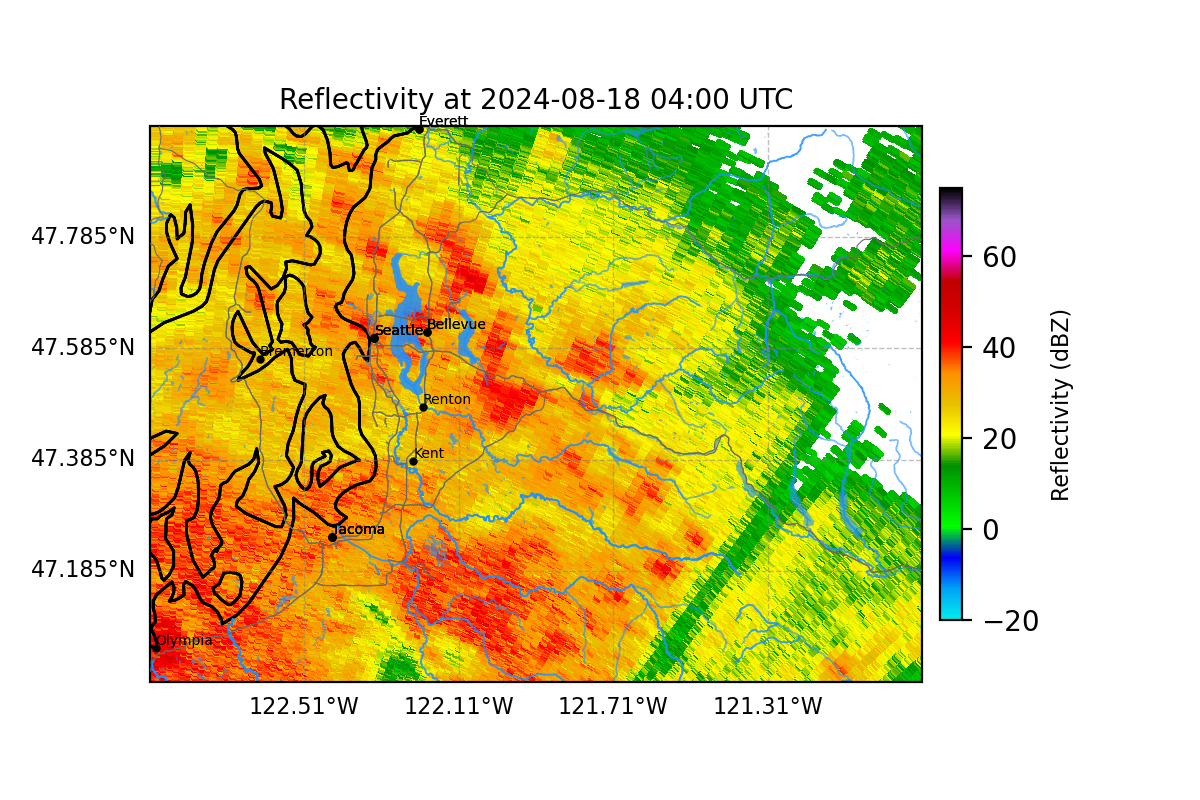 Reflectivity at 2024-08-18 04:00 UTC
Everett
47.785°N
60
Seattle
Bellevue
47.585°N
Bremerton
40
Renton
Reflectivity (dBZ)
47.385°N
Kent
20
Tacoma
0
47.185°N
−20
Olympia
122.51°W
122.11°W
121.71°W
121.31°W